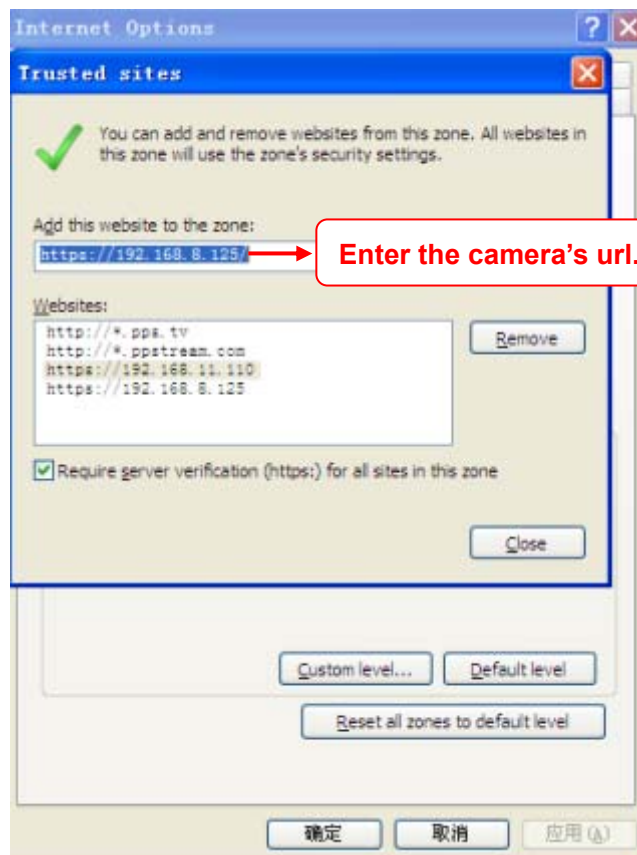 Internet Options
Trusted sites
You can add and remove websites from this zone. All websites in
this zone will use the zone's security settings.
Add this website to the zone:
https://192.168.8.125/
Enter the camera's url.
Websites:
http://*.pps.tv
http://*.ppstream.com
https://192.168.11.110
https://192.168.8.125
Remove
Require server verification (https:) for all sites in this zone
Close
Custom level...
Default level
Reset all zones to default level
确定
取消
应用(A)